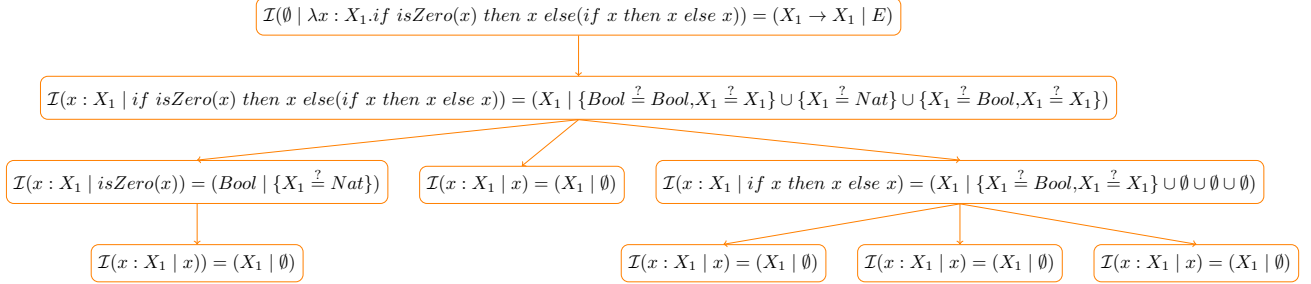 𝓘(∅ | λx : X₁.if isZero(x) then x else(if x then x else x)) = (X₁ → X₁ | E)
𝓘(x : X₁ | if isZero(x) then x else(if x then x else x)) = (X₁ | {Bool ≟ Bool,X₁ ≟ X₁} ∪ {X₁ ≟ Nat} ∪ {X₁ ≟ Bool,X₁ ≟ X₁})
𝓘(x : X₁ | isZero(x)) = (Bool | {X₁ ≟ Nat})
𝓘(x : X₁ | x) = (X₁ | ∅)
𝓘(x : X₁ | if x then x else x) = (X₁ | {X₁ ≟ Bool,X₁ ≟ X₁} ∪ ∅ ∪ ∅ ∪ ∅)
𝓘(x : X₁ | x)) = (X₁ | ∅)
𝓘(x : X₁ | x) = (X₁ | ∅)
𝓘(x : X₁ | x) = (X₁ | ∅)
𝓘(x : X₁ | x) = (X₁ | ∅)